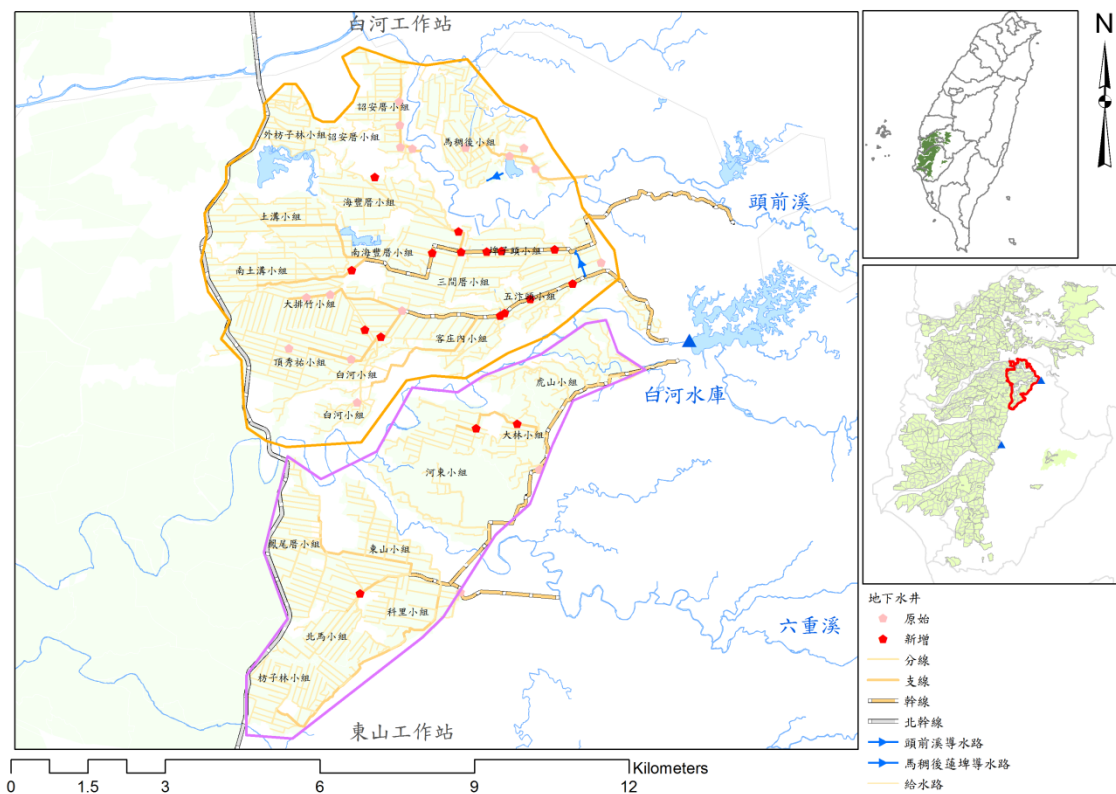 白河工作站
N
詔安厝小組
外枋子林小組
詔安厝小組
馬稠後小組
頭前溪
海豐厝小組
土溝小組
南海豐厝小組
埤子頭小組
南土溝小組
三間厝小組
大排竹小組
五汴頭小組
客庄內小組
頂秀祐小組
白河小組
虎山小組
白河水庫
白河小組
大林小組
河東小組
鳳尾厝小組
東山小組
科里小組
六重溪
北馬小組
枋子林小組
東山工作站
地下水井
原始
新增
分線
支線
幹線
北幹線
頭前溪導水路
馬稠後蓮埤導水路
給水路
Kilometers
0 1.5 3 6 9 12